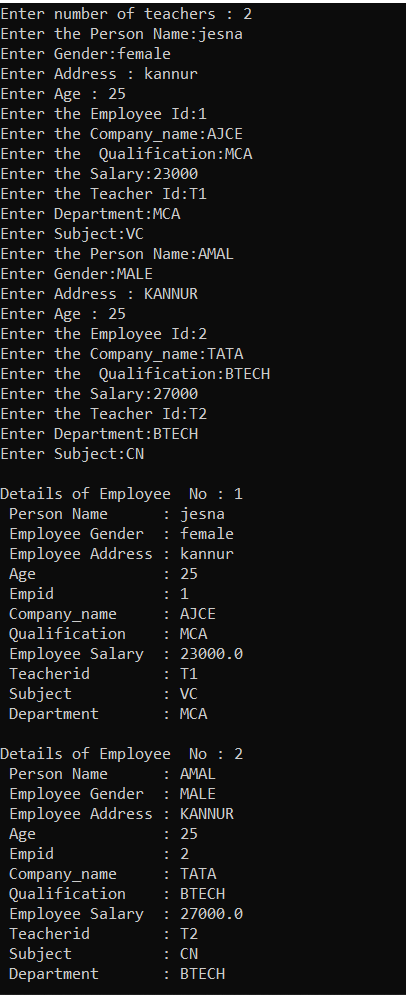 Enter number of teachers : 2
Enter the Person Name:jesna
Enter Gender:female
Enter Address : kannur
Enter Age : 25
Enter the Employee Id:1
Enter the Company_name:AJCE
Enter the  Qualification:MCA
Enter the Salary:23000
Enter the Teacher Id:T1
Enter Department:MCA
Enter Subject:VC
Enter the Person Name:AMAL
Enter Gender:MALE
Enter Address : KANNUR
Enter Age : 25
Enter the Employee Id:2
Enter the Company_name:TATA
Enter the  Qualification:BTECH
Enter the Salary:27000
Enter the Teacher Id:T2
Enter Department:BTECH
Enter Subject:CN

Details of Employee  No : 1
 Person Name      : jesna
 Employee Gender  : female
 Employee Address : kannur
 Age              : 25
 Empid            : 1
 Company_name     : AJCE
 Qualification    : MCA
 Employee Salary  : 23000.0
 Teacherid        : T1
 Subject          : VC
 Department       : MCA

Details of Employee  No : 2
 Person Name      : AMAL
 Employee Gender  : MALE
 Employee Address : KANNUR
 Age              : 25
 Empid            : 2
 Company_name     : TATA
 Qualification    : BTECH
 Employee Salary  : 27000.0
 Teacherid        : T2
 Subject          : CN
 Department       : BTECH